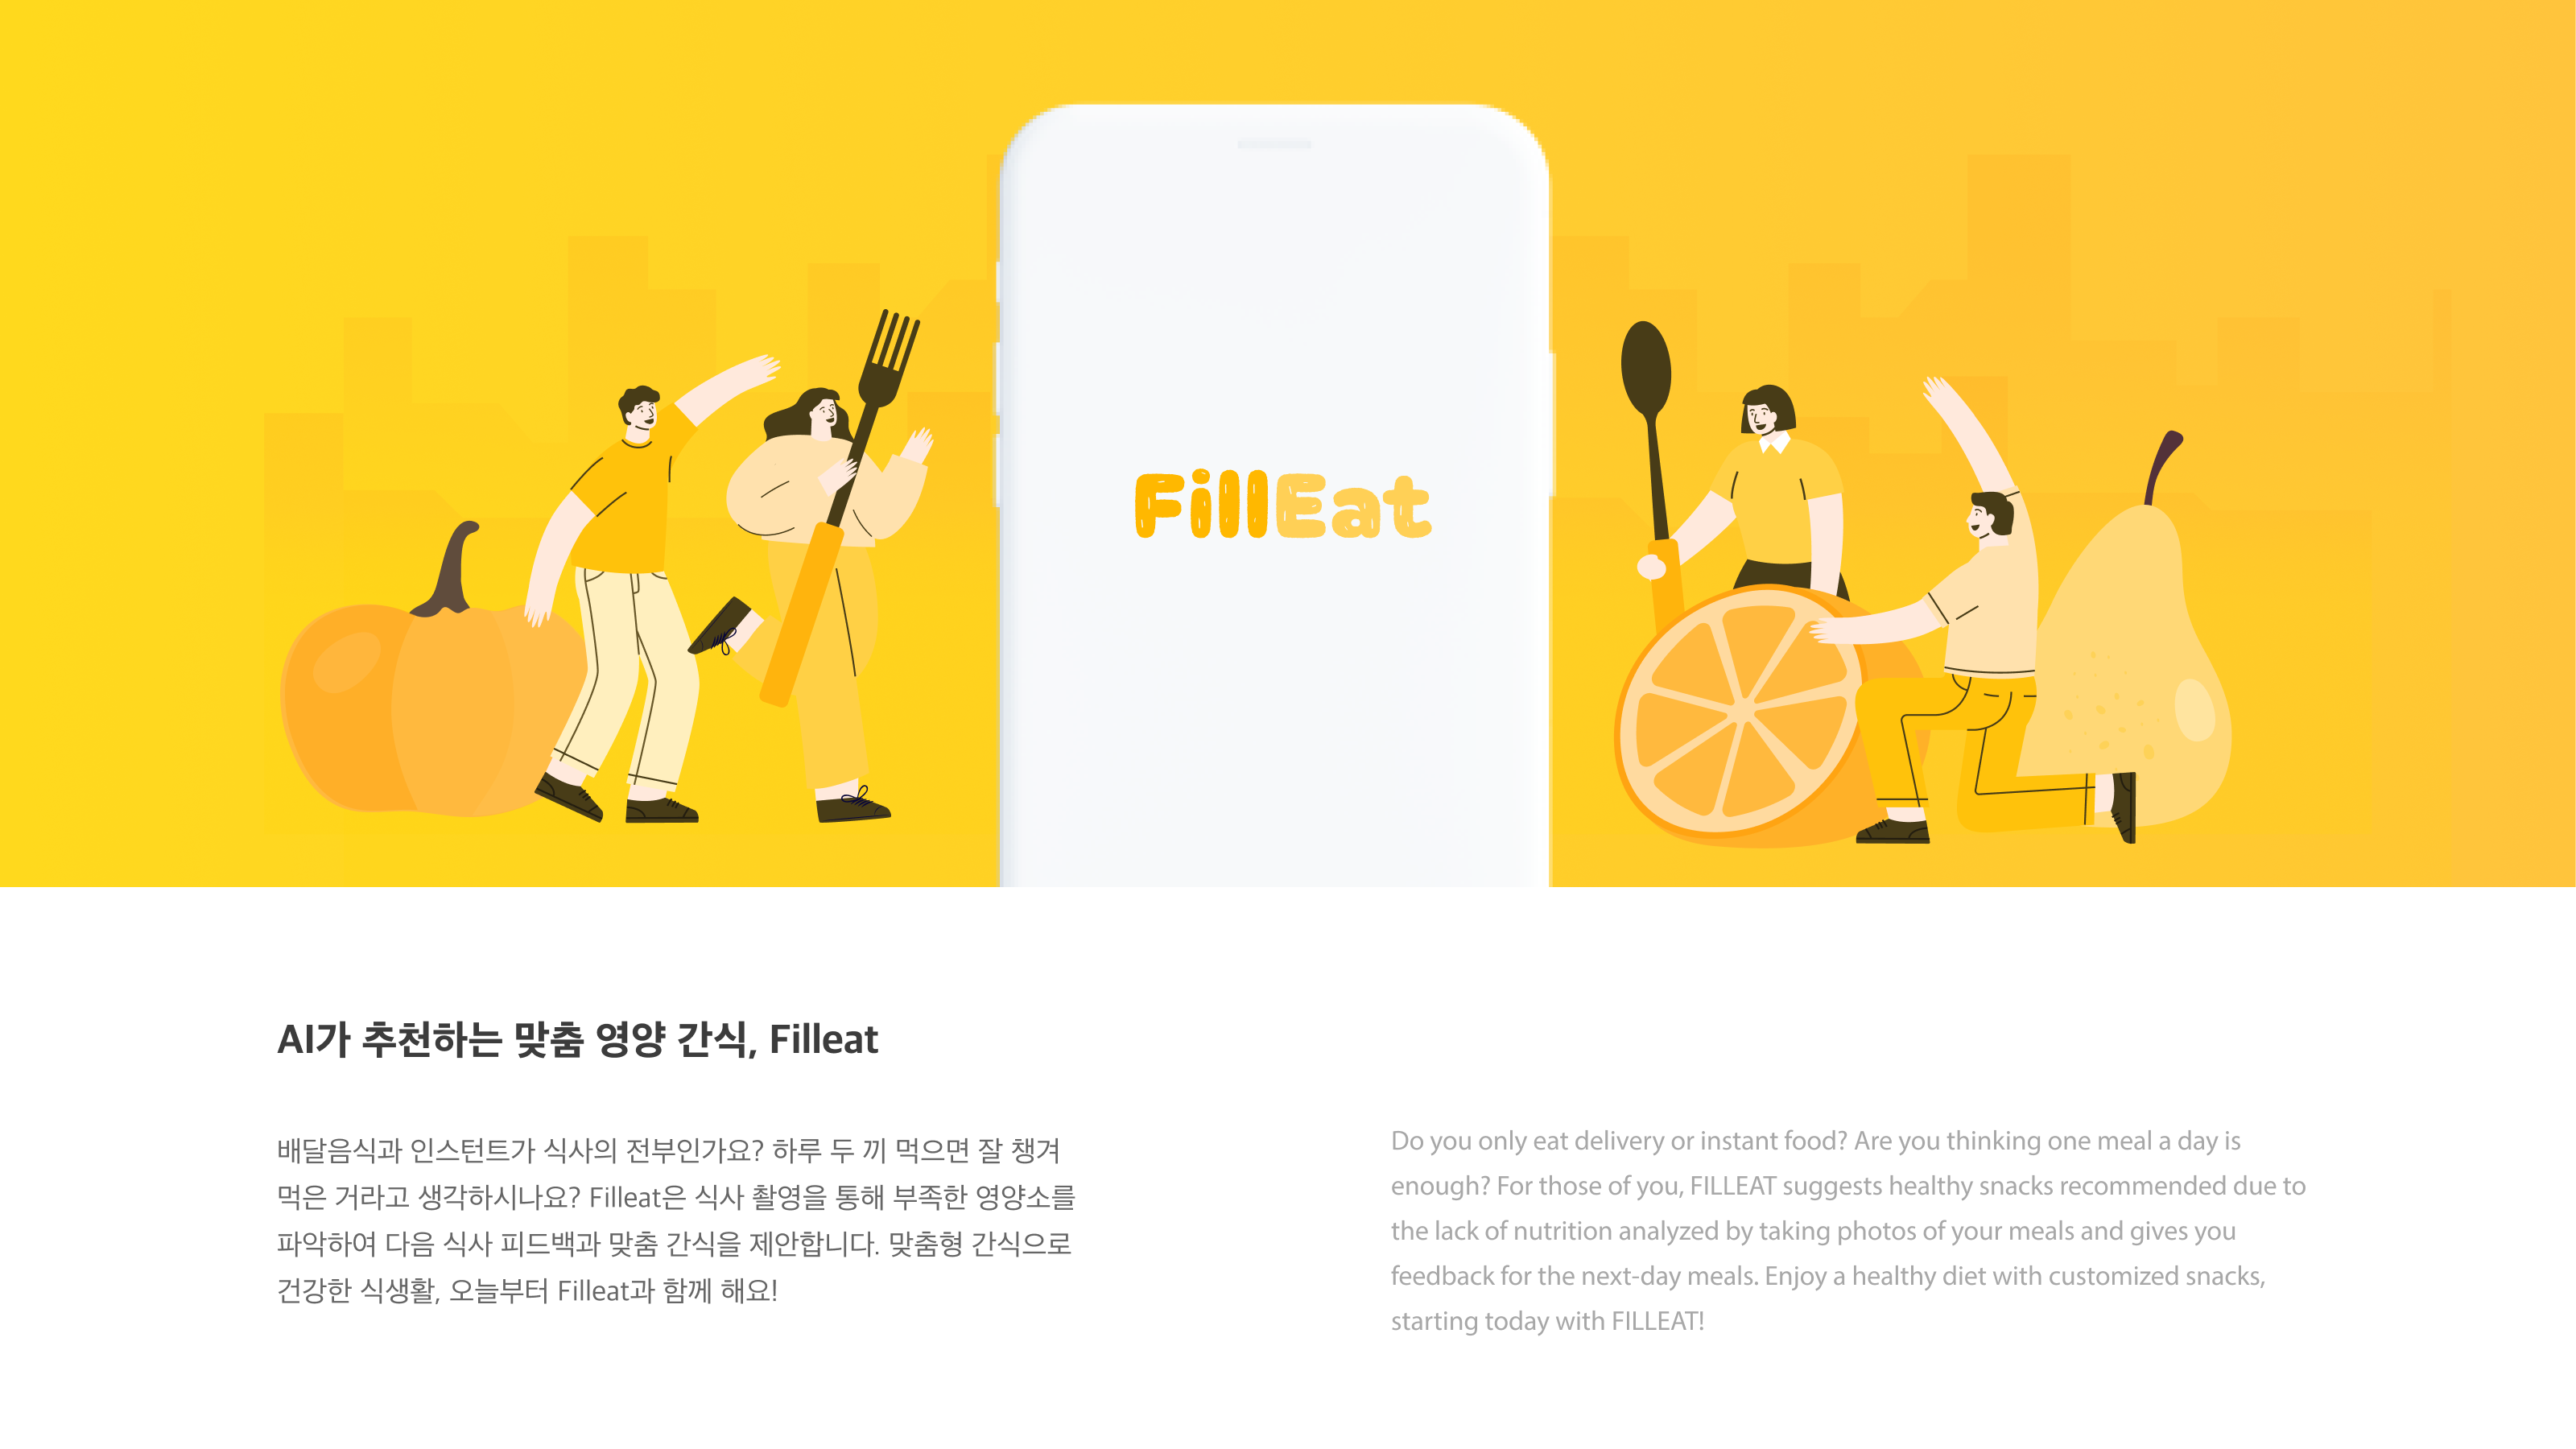 FillEat
AI가 추천하는 맞춤 영양 간식, Filleat
배달음식과 인스턴트가 식사의 전부인가요? 하루 두 끼 먹으면 잘 챙겨
먹은 거라고 생각하시나요? Filleat은 식사 촬영을 통해 부족한 영양소를
파악하여 다음 식사 피드백과 맞춤 간식을 제안합니다. 맞춤형 간식으로
건강한 식생활, 오늘부터 Filleat과 함께 해요!
Do you only eat delivery or instant food? Are you thinking one meal a day is
enough? For those of you, FILLEAT suggests healthy snacks recommended due to
the lack of nutrition analyzed by taking photos of your meals and gives you
feedback for the next-day meals. Enjoy a healthy diet with customized snacks,
starting today with FILLEAT!